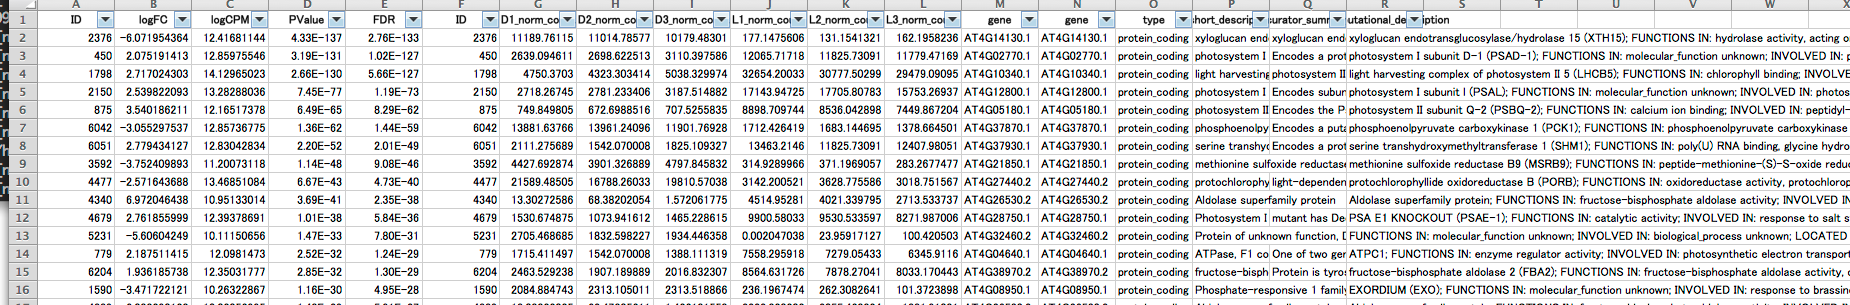 A B C D E F G H I J K L M N O P Q R S T U V W X
1 ID logFC logCPM PValue FDR ID D1_norm_co D2_norm_co D3_norm_co L1_norm_co L2_norm_co L3_norm_co gene gene type short_descrip curator_sum utational_de iption
2 2376 -6.071954364 12.41681144 4.33E-137 2.76E-133 2376 11189.76115 11014.78577 10179.48301 177.1475606 131.1541321 162.1958236 AT4G14130.1 AT4G14130.1 protein_coding xyloglucan end xyloglucan end xyloglucan endotransglucosylase/hydrolase 15 (XTH15); FUNCTIONS IN: hydrolase activity, acting o
3 450 2.075191413 12.85975546 3.19E-131 1.02E-127 450 2639.094611 2698.622513 3110.397586 12065.71718 11825.73091 11779.47169 AT4G02770.1 AT4G02770.1 protein_coding photosystem I Encodes a prot photosystem I subunit D-1 (PSAD-1); FUNCTIONS IN: molecular_function unknown; INVOLVED IN: p
4 1798 2.717024303 14.12965023 2.66E-130 5.66E-127 1798 4750.3703 4323.303414 5038.329974 32654.20033 30777.50299 29479.09095 AT4G10340.1 AT4G10340.1 protein_coding light harvesting photosystem II light harvesting complex of photosystem II 5 (LHCB5); FUNCTIONS IN: chlorophyll binding; INVOLVE
5 2150 2.539822093 13.28288036 7.45E-77 1.19E-73 2150 2718.26745 2781.233406 3187.514882 17143.94725 17705.80783 15753.26937 AT4G12800.1 AT4G12800.1 protein_coding photosystem I Encodes subur photosystem I subunit l (PSAL); FUNCTIONS IN: molecular_function unknown; INVOLVED IN: photos
6 875 3.540186211 12.16517378 6.49E-65 8.29E-62 875 749.849805 672.6988516 707.5255835 8898.709744 8536.042898 7449.867204 AT4G05180.1 AT4G05180.1 protein_coding photosystem II Encodes the P photosystem II subunit Q-2 (PSBQ-2); FUNCTIONS IN: calcium ion binding; INVOLVED IN: peptidyl-
7 6042 -3.055297537 12.85736775 1.36E-62 1.44E-59 6042 13881.63766 13961.24096 11901.76928 1712.426419 1683.144695 1378.664501 AT4G37870.1 AT4G37870.1 protein_coding phosphoenolpy Encodes a puta phosphoenolpyruvate carboxykinase 1 (PCK1); FUNCTIONS IN: phosphoenolpyruvate carboxykinase
8 6051 2.779434127 12.83042834 2.20E-52 2.01E-49 6051 2111.275689 1542.070008 1825.109327 13463.2146 11825.73091 12407.98051 AT4G37930.1 AT4G37930.1 protein_coding serine transhyc Encodes a prot serine transhydroxymethyltransferase 1 (SHM1); FUNCTIONS IN: poly(U) RNA binding, glycine hydro
9 3592 -3.752409893 11.20073118 1.14E-48 9.08E-46 3592 4427.692874 3901.326889 4797.845832 314.9289966 371.1969057 283.2677477 AT4G21850.1 AT4G21850.1 protein_coding methionine sulfoxide reductase methionine sulfoxide reductase B9 (MSRB9); FUNCTIONS IN: peptide-methionine-(S)-S-oxide redu
10 4477 -2.571643688 13.46851084 6.67E-43 4.73E-40 4477 21589.48505 16788.26033 19810.57038 3142.200521 3628.775586 3018.751567 AT4G27440.2 AT4G27440.2 protein_coding protochlorophy light-dependen protochlorophyllide oxidoreductase B (PORB); FUNCTIONS IN: oxidoreductase activity, protochlorop
11 4340 6.972046438 10.95133014 3.69E-41 2.35E-38 4340 13.30272586 68.38202054 1.572061775 4514.95281 4021.339795 2713.533737 AT4G26530.2 AT4G26530.2 protein_coding Aldolase superfamily protein Aldolase superfamily protein; FUNCTIONS IN: fructose-bisphosphate aldolase activity; INVOLVED IN
12 4679 2.761855999 12.39378691 1.01E-38 5.84E-36 4679 1530.674875 1073.941612 1465.228615 9900.58033 9530.533597 8271.987006 AT4G28750.1 AT4G28750.1 protein_coding Photosystem I mutant has De PSA E1 KNOCKOUT (PSAE-1); FUNCTIONS IN: catalytic activity; INVOLVED IN: response to salt s
13 5231 -5.60604249 10.11150656 1.47E-33 7.80E-31 5231 2705.468685 1832.598227 1934.446358 0.002047038 23.95917127 100.420503 AT4G32460.2 AT4G32460.2 protein_coding Protein of unknown function, D FUNCTIONS IN: molecular_function unknown; INVOLVED IN: biological_process unknown; LOCATED
14 779 2.187511415 12.0981473 2.52E-32 1.24E-29 779 1715.411497 1542.070008 1388.111319 7558.295918 7279.05433 6345.9116 AT4G04640.1 AT4G04640.1 protein_coding ATPase, F1 co One of two ger ATPC1; FUNCTIONS IN: enzyme regulator activity; INVOLVED IN: photosynthetic electron transport
15 6204 1.936185738 12.35031777 2.85E-32 1.30E-29 6204 2463.529238 1907.189889 2016.832307 8564.631726 7878.27041 8033.170443 AT4G38970.2 AT4G38970.2 protein_coding fructose-bisph Protein is tyros fructose-bisphosphate aldolase 2 (FBA2); FUNCTIONS IN: fructose-bisphosphate aldolase activity,
16 1590 -3.471722121 10.26322867 1.16E-30 4.95E-28 1590 2084.884743 2313.105011 2313.518866 236.1967474 262.3082641 101.3723898 AT4G08950.1 AT4G08950.1 protein_coding Phosphate-responsive 1 family EXORDIUM (EXO); FUNCTIONS IN: molecular_function unknown; INVOLVED IN: response to brassin